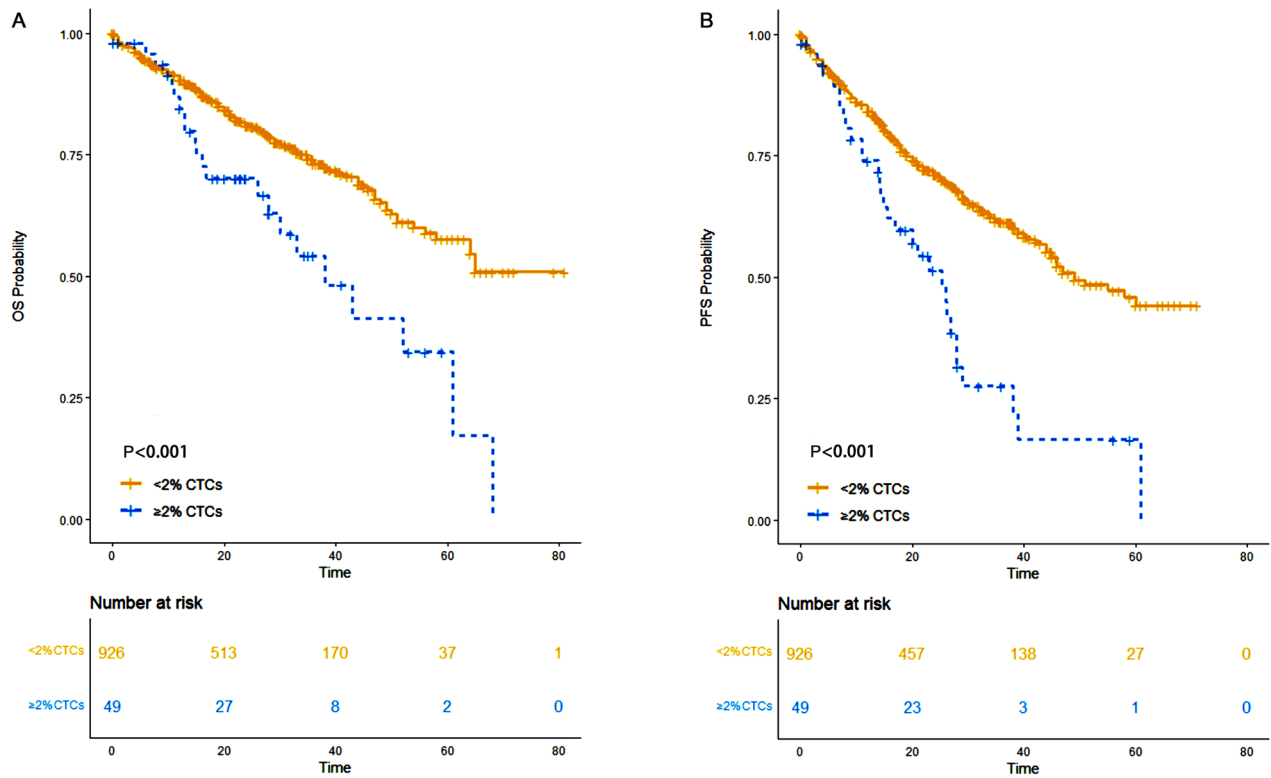 A
1.00
0.75
0.50
0.25
0.00
OS Probability
P<0.001
<2% CTCs
≥2% CTCs
0 20 40 60 80
Time
Number at risk
<2%CTCs 926 513 170 37 1
≥2%CTCs 49 27 8 2 0
0 20 40 60 80
Time
B
1.00
0.75
0.50
0.25
0.00
PFS Probability
P<0.001
<2% CTCs
≥2% CTCs
0 20 40 60 80
Time
Number at risk
<2%CTCs 926 457 138 27 0
≥2%CTCs 49 23 3 1 0
0 20 40 60 80
Time